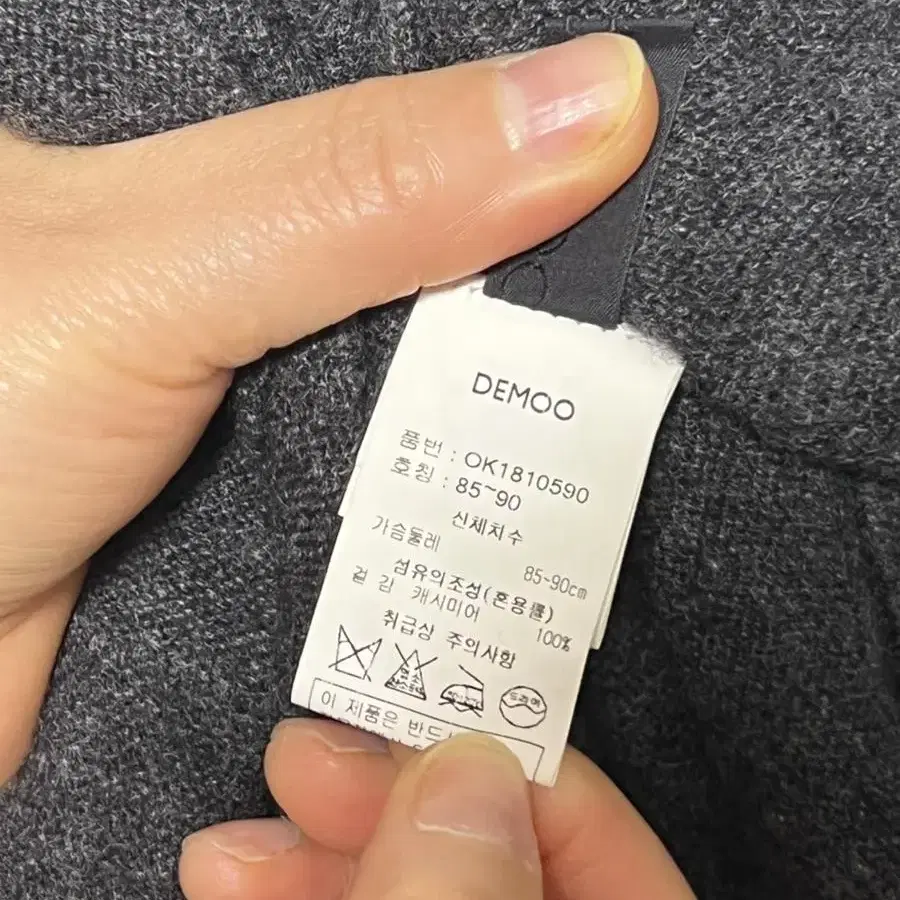 DEMOO
품번 : OK1810590
호칭 : 85~90
신체치수
가슴둘레 85-90cm
섬유의조성(혼용률)
겉 감 캐시미어 100%
취급상 주의사항
드라이
이 제품은 반드